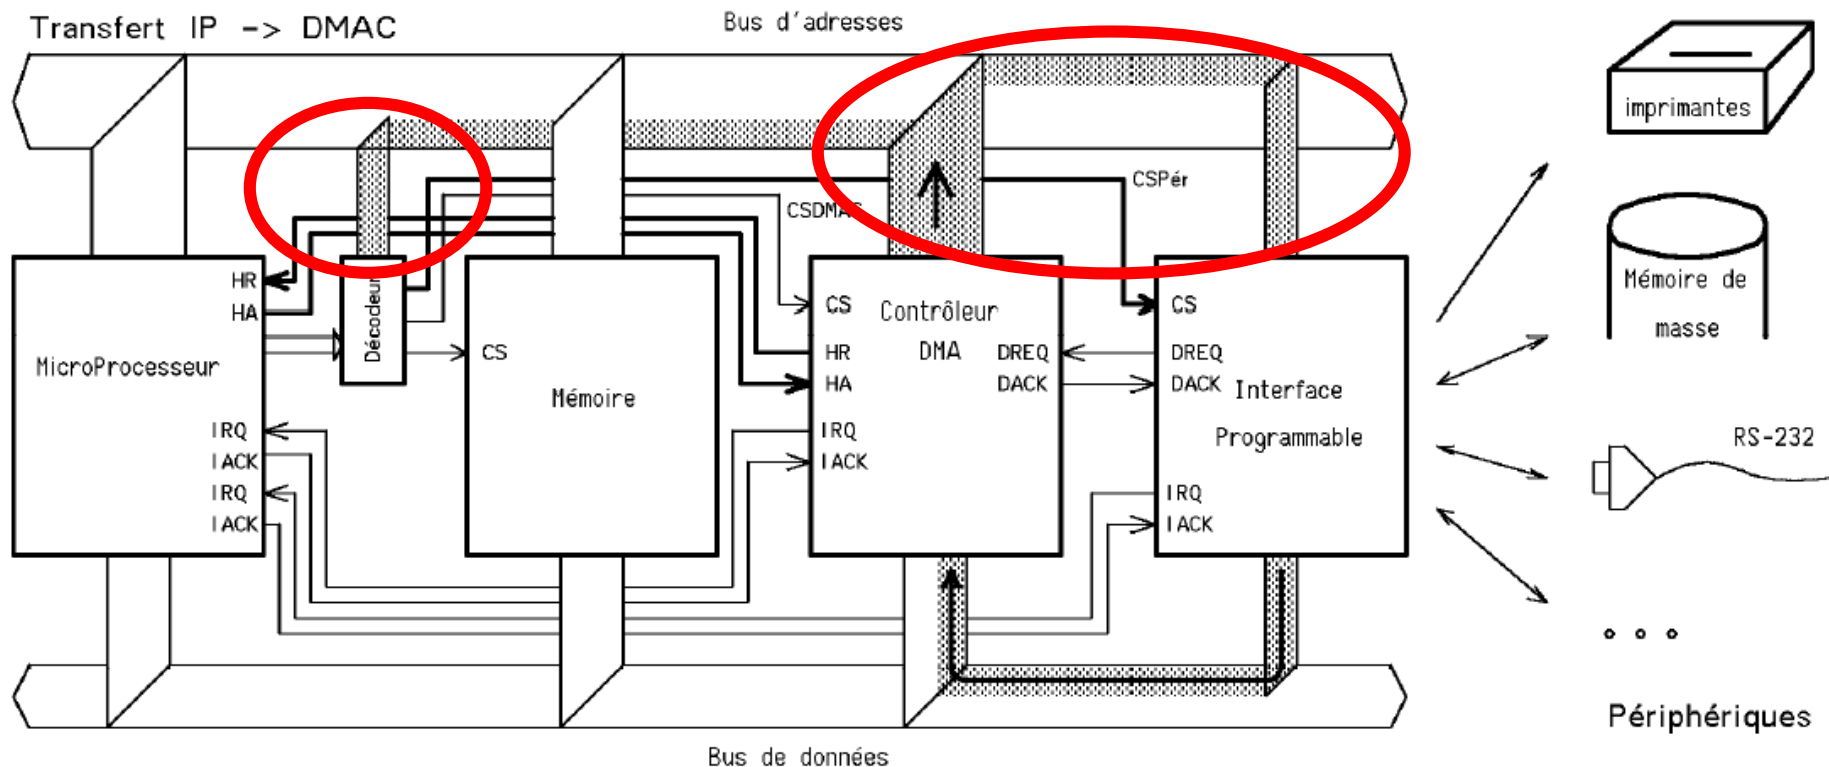 Transfert IP -> DMAC
Bus d'adresses
imprimantes
CSPér
CSDMAC
Mémoire de
masse
HR
HA
MicroProcesseur
IRQ
IACK
IRQ
IACK
Décodeur
CS
Mémoire
CS
Contrôleur
DMA
HR
HA
DREQ
DACK
IRQ
IACK
CS
DREQ
DACK
Interface
Programmable
IRQ
IACK
RS-232
Périphériques
Bus de données